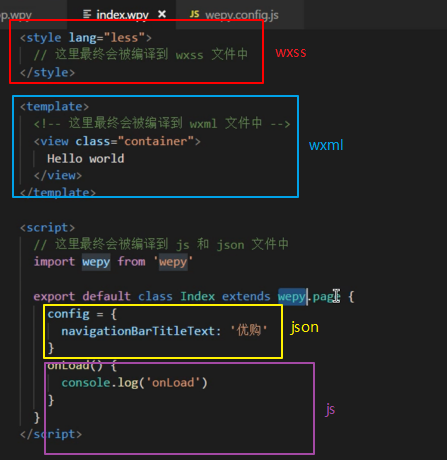 op.wpy index.wpy × JS wepy.config.js
<style lang="less">
// 这里最终会被编译到 wxss 文件中
</style>
wxss
<template>
<!-- 这里最终会被编译到 wxml 文件中 -->
<view class="container">
Hello world
</view>
</template>
wxml
<script>
// 这里最终会被编译到 js 和 json 文件中
import wepy from 'wepy'
export default class Index extends wepy.page {
config = {
navigationBarTitleText: '优购'
}
json
onLoad() {
console.log('onLoad')
}
}
js
</script>